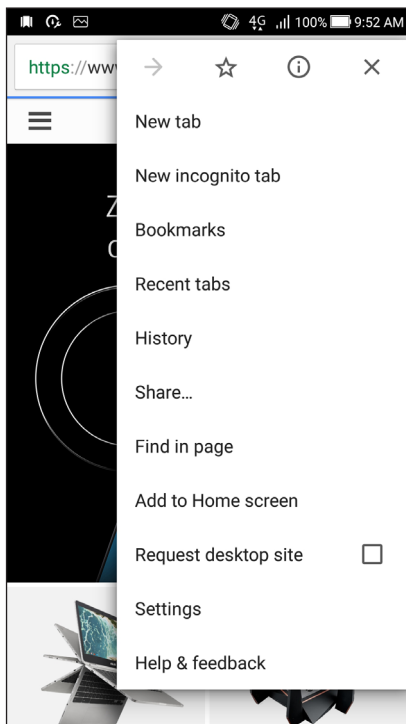 4G 100% 9:52 AM
https://www
New tab
New incognito tab
Bookmarks
Recent tabs
History
Share...
Find in page
Add to Home screen
Request desktop site
Settings
Help & feedback